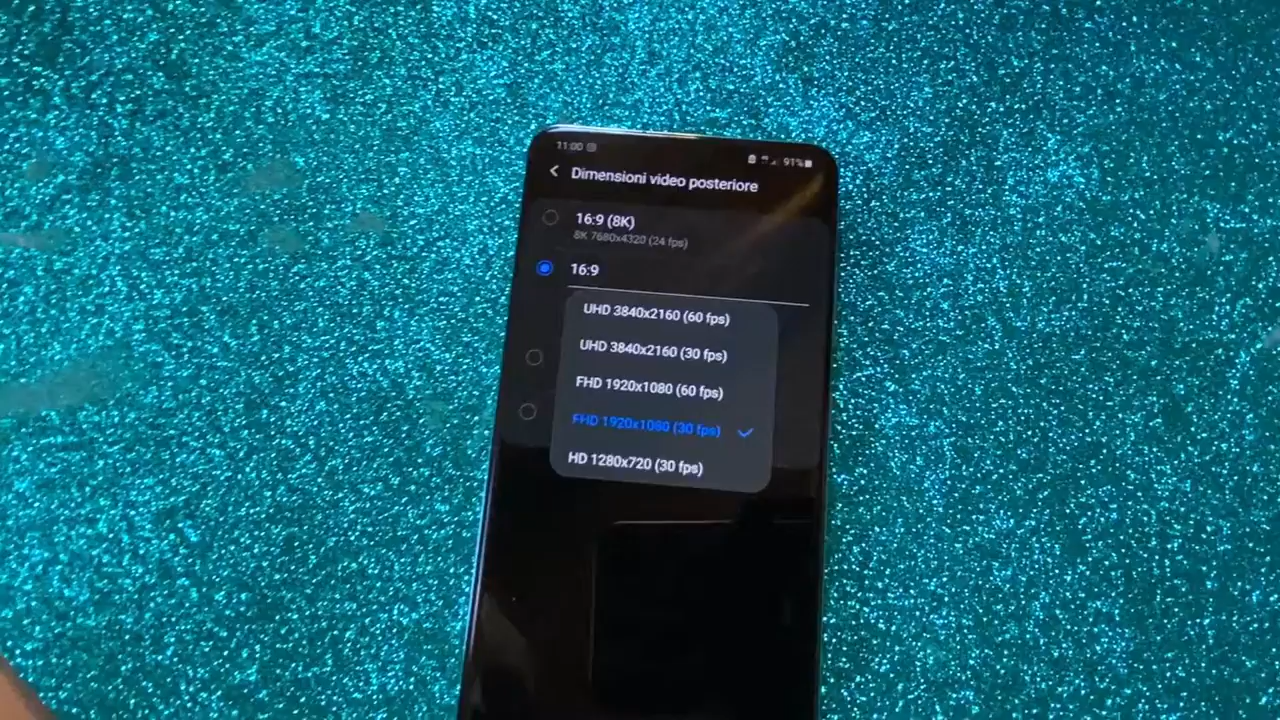 11:00
91%
Dimensioni video posteriore
16:9 (8K)
8K 7680x4320 (24 fps)
16:9
UHD 3840x2160 (60 fps)
UHD 3840x2160 (30 fps)
FHD 1920x1080 (60 fps)
FHD 1920x1080 (30 fps)
HD 1280x720 (30 fps)